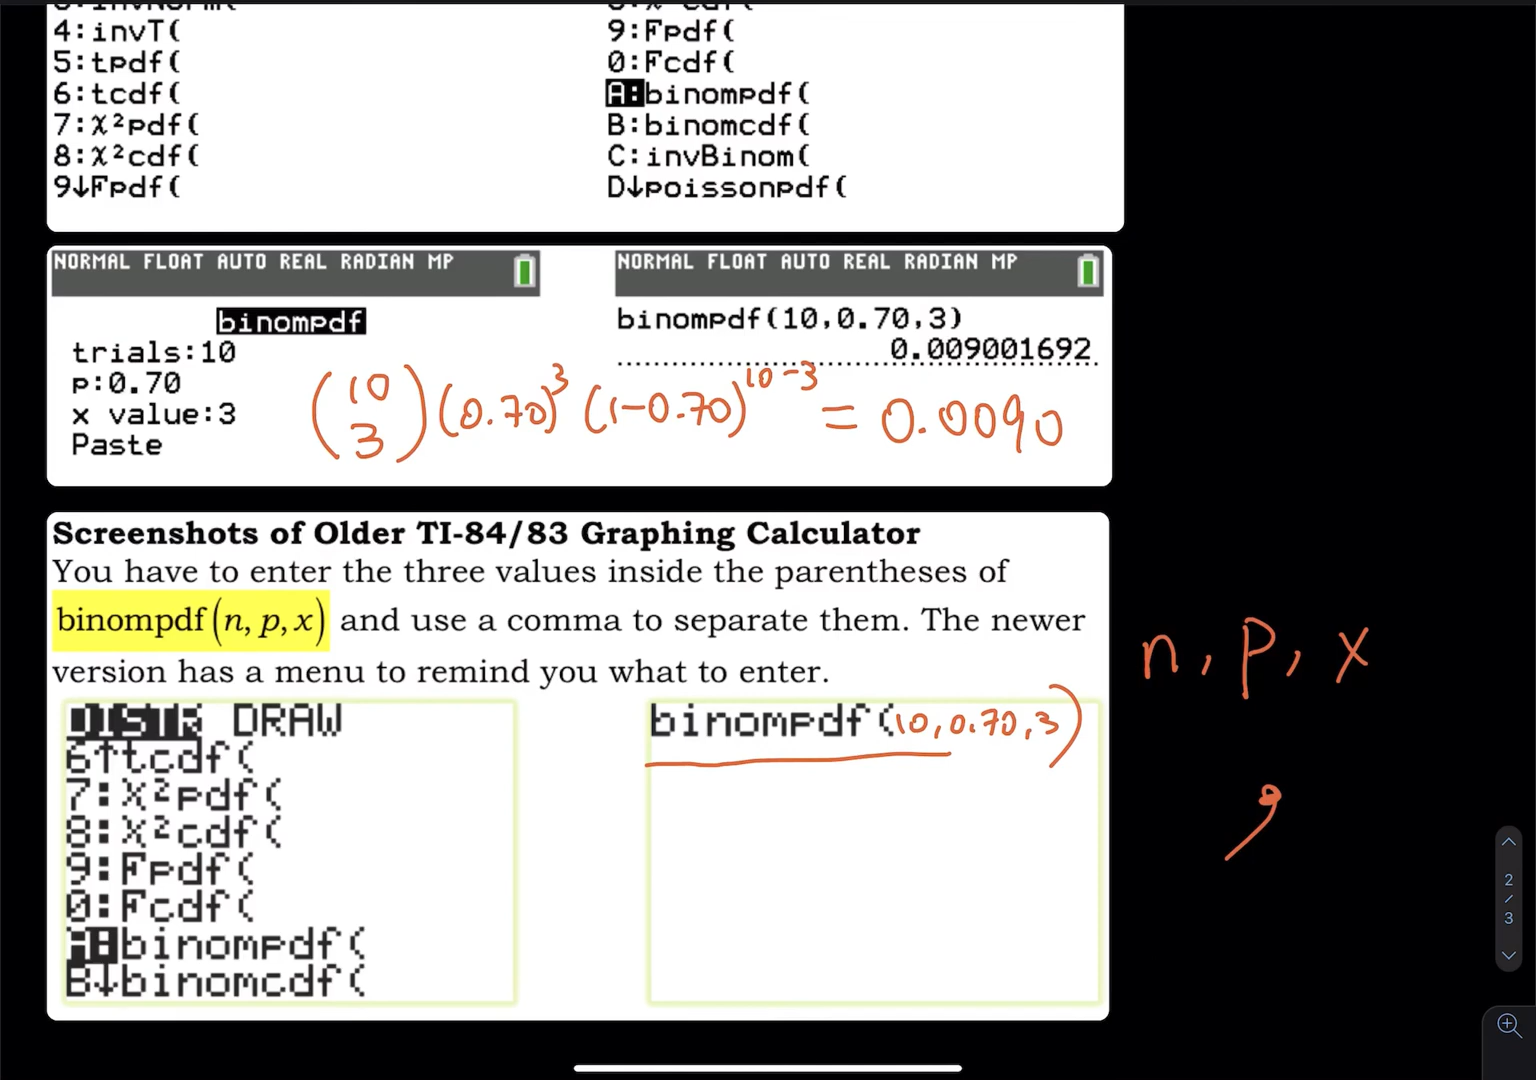 4:invT(
5:tpdf(
6:tcdf(
7:χ²pdf(
8:χ²cdf(
9↓Fpdf(
9:Fpdf(
0:Fcdf(
A:binompdf(
B:binomcdf(
C:invBinom(
D↓poissonpdf(
NORMAL FLOAT AUTO REAL RADIAN MP
binompdf
trials:10
p:0.70
x value:3
Paste
NORMAL FLOAT AUTO REAL RADIAN MP
binompdf(10,0.70,3)
0.009001692
(10 3) (0.70)³ (1-0.70)¹⁰⁻³ = 0.0090
Screenshots of Older TI-84/83 Graphing Calculator
You have to enter the three values inside the parentheses of
binompdf(n, p, x) and use a comma to separate them. The newer
version has a menu to remind you what to enter.
n, p, x
,
DISTR DRAW
6↑tcdf(
7:χ²pdf(
8:χ²cdf(
9:Fpdf(
0:Fcdf(
A:binompdf(
B↓binomcdf(
binompdf(10,0.70,3)
2
/
3